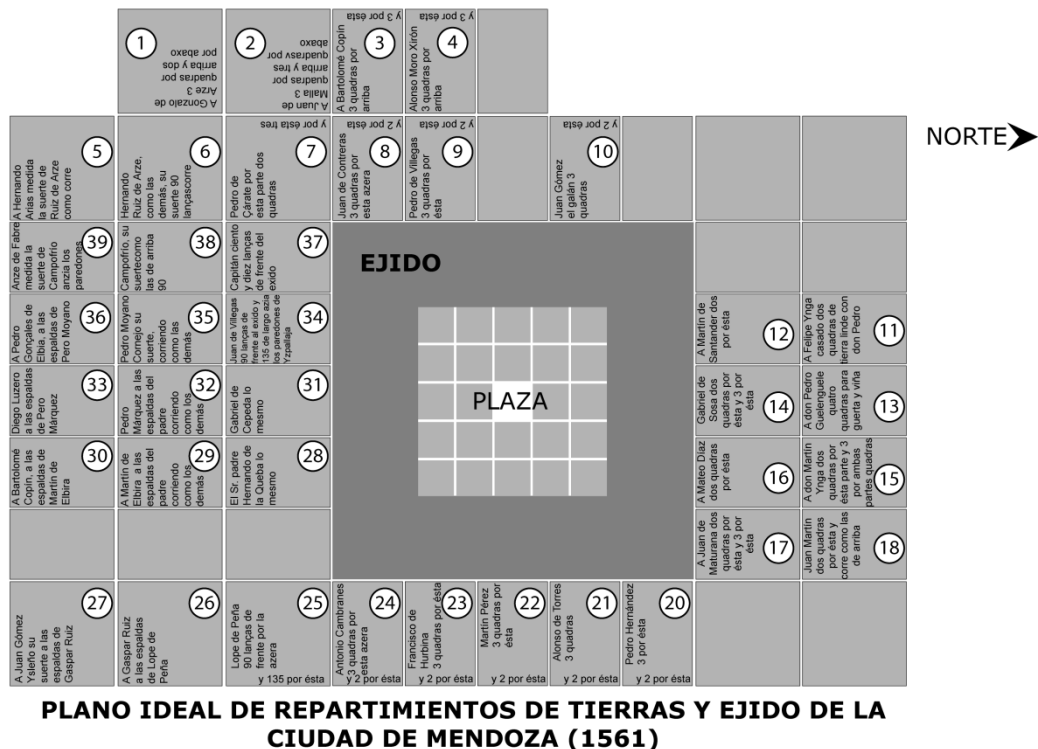 1
A Gonzalo de
Arze 3
quadras por
arriba y dos
por abaxo
2
A Juan de
Malla 3
quadras por
arriba y tres
quadrasv por
abaxo
3
A Bartolomé Copín
3 quadras por
arriba
y 3 por ésta
4
Alonso Moro Xirón
3 quadras por
arriba
y 3 por ésta
5
A Hernando
Arias medida
la suerte de
Ruiz de Arze
como corre
6
Hernando
Ruiz de Arze,
como las
demás, su
suerte 90
lançascorre
7
Pedro de
Çárate por
esta parte dos
quadras
y por ésta tres
8
Juan de Contreras
3 quadras por
esta azera
y 2 por ésta
9
Pedro de Villegas
3 quadras por
ésta
y 2 por ésta
10
Juan Gómez
el galán 3
quadras
y 2 por ésta
NORTE
39
Anze de Fabre
medida la
suerte de
Campofrío
anzia los
paredones
38
Campofrío, su
suertecomo
las de arriba
90
37
Capitán ciento
y diez lanças
de frente del
exido
EJIDO
36
A Pedro
Gonçales de
Elbia, a las
espaldas de
Pero Moyano
35
Pedro Moyano
Cornejo su
suerte,
corriendo
como las
demás
34
Juan de Villegas
90 lanças de
frente al exido y
135 de largo azia
los paredones de
Yzpallaja
12
A Martín de
Santander dos
por ésta
11
A Felipe Ynga
casado dos
quadras de
tierra linde con
don Pedro
33
Diego Luzero
a las espaldas
de Pero
Márquez
32
Pedro
Márquez a las
espaldas del
padre
corriendo
como los
demás
31
Gabriel de
Cepeda lo
mesmo
PLAZA
14
Gabriel de
Sosa dos
quadras por
ésta y 3 por
ésta
13
A don Pedro
Guelenguele
quatro
quadras para
guerta y viña
30
A Bartolomé
Copín, a las
espaldas de
Martín de
Elbira
29
A Martín de
Elbira a las
espaldas del
padre
corriendo
como los
demás
28
El Sr. padre
Hernando de
la Queba lo
mesmo
16
A Mateo Díaz
dos quadras
por ésta
15
A don Martín
Ynga dos
quadras por
ésta parte y 3
por ambas
partes quadras
17
A Juan de
Maturana dos
quadras por
ésta y 3 por
ésta
18
Juan Martín
dos quadras
por ésta y
corre como las
de arriba
27
A Juan Gómez
Ysleño su
suerte a las
espaldas de
Gaspar Ruiz
26
A Gaspar Ruiz
a las espaldas
de Lope de
Peña
25
Lope de Peña
90 lanças de
frente por la
azera
y 135 por ésta
24
Antonio Cambranes
3 quadras por
esta azera
y 2 por ésta
23
Francisco de
Hurbina
3 quadras por ésta
y 2 por ésta
22
Martín Pérez
3 quadras por
ésta
y 2 por ésta
21
Alonso de Torres
3 quadras
y 2 por ésta
20
Pedro Hernández
3 por ésta
y 2 por ésta
PLANO IDEAL DE REPARTIMIENTOS DE TIERRAS Y EJIDO DE LA
CIUDAD DE MENDOZA (1561)